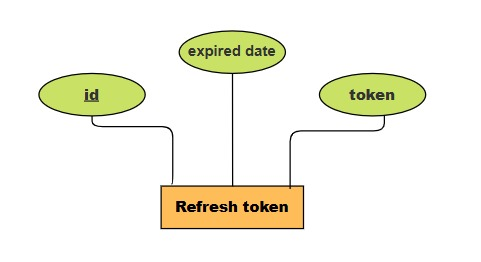 expired date
id
token
Refresh token